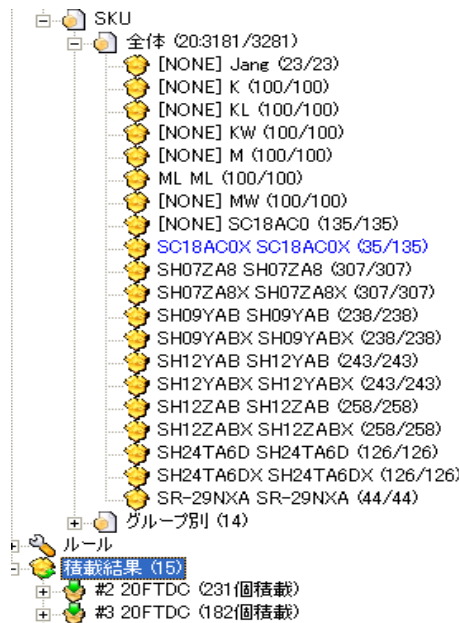 SKU
全体 (20:3181/3281)
[NONE] Jang (23/23)
[NONE] K (100/100)
[NONE] KL (100/100)
[NONE] KW (100/100)
[NONE] M (100/100)
ML ML (100/100)
[NONE] MW (100/100)
[NONE] SC18AC0 (135/135)
SC18AC0X SC18AC0X (35/135)
SH07ZA8 SH07ZA8 (307/307)
SH07ZA8X SH07ZA8X (307/307)
SH09YAB SH09YAB (238/238)
SH09YABX SH09YABX (238/238)
SH12YAB SH12YAB (243/243)
SH12YABX SH12YABX (243/243)
SH12ZAB SH12ZAB (258/258)
SH12ZABX SH12ZABX (258/258)
SH24TA6D SH24TA6D (126/126)
SH24TA6DX SH24TA6DX (126/126)
SR-29NXA SR-29NXA (44/44)
グループ別 (14)
ルール
積載結果 (15)
#2 20FTDC (231個積載)
#3 20FTDC (182個積載)